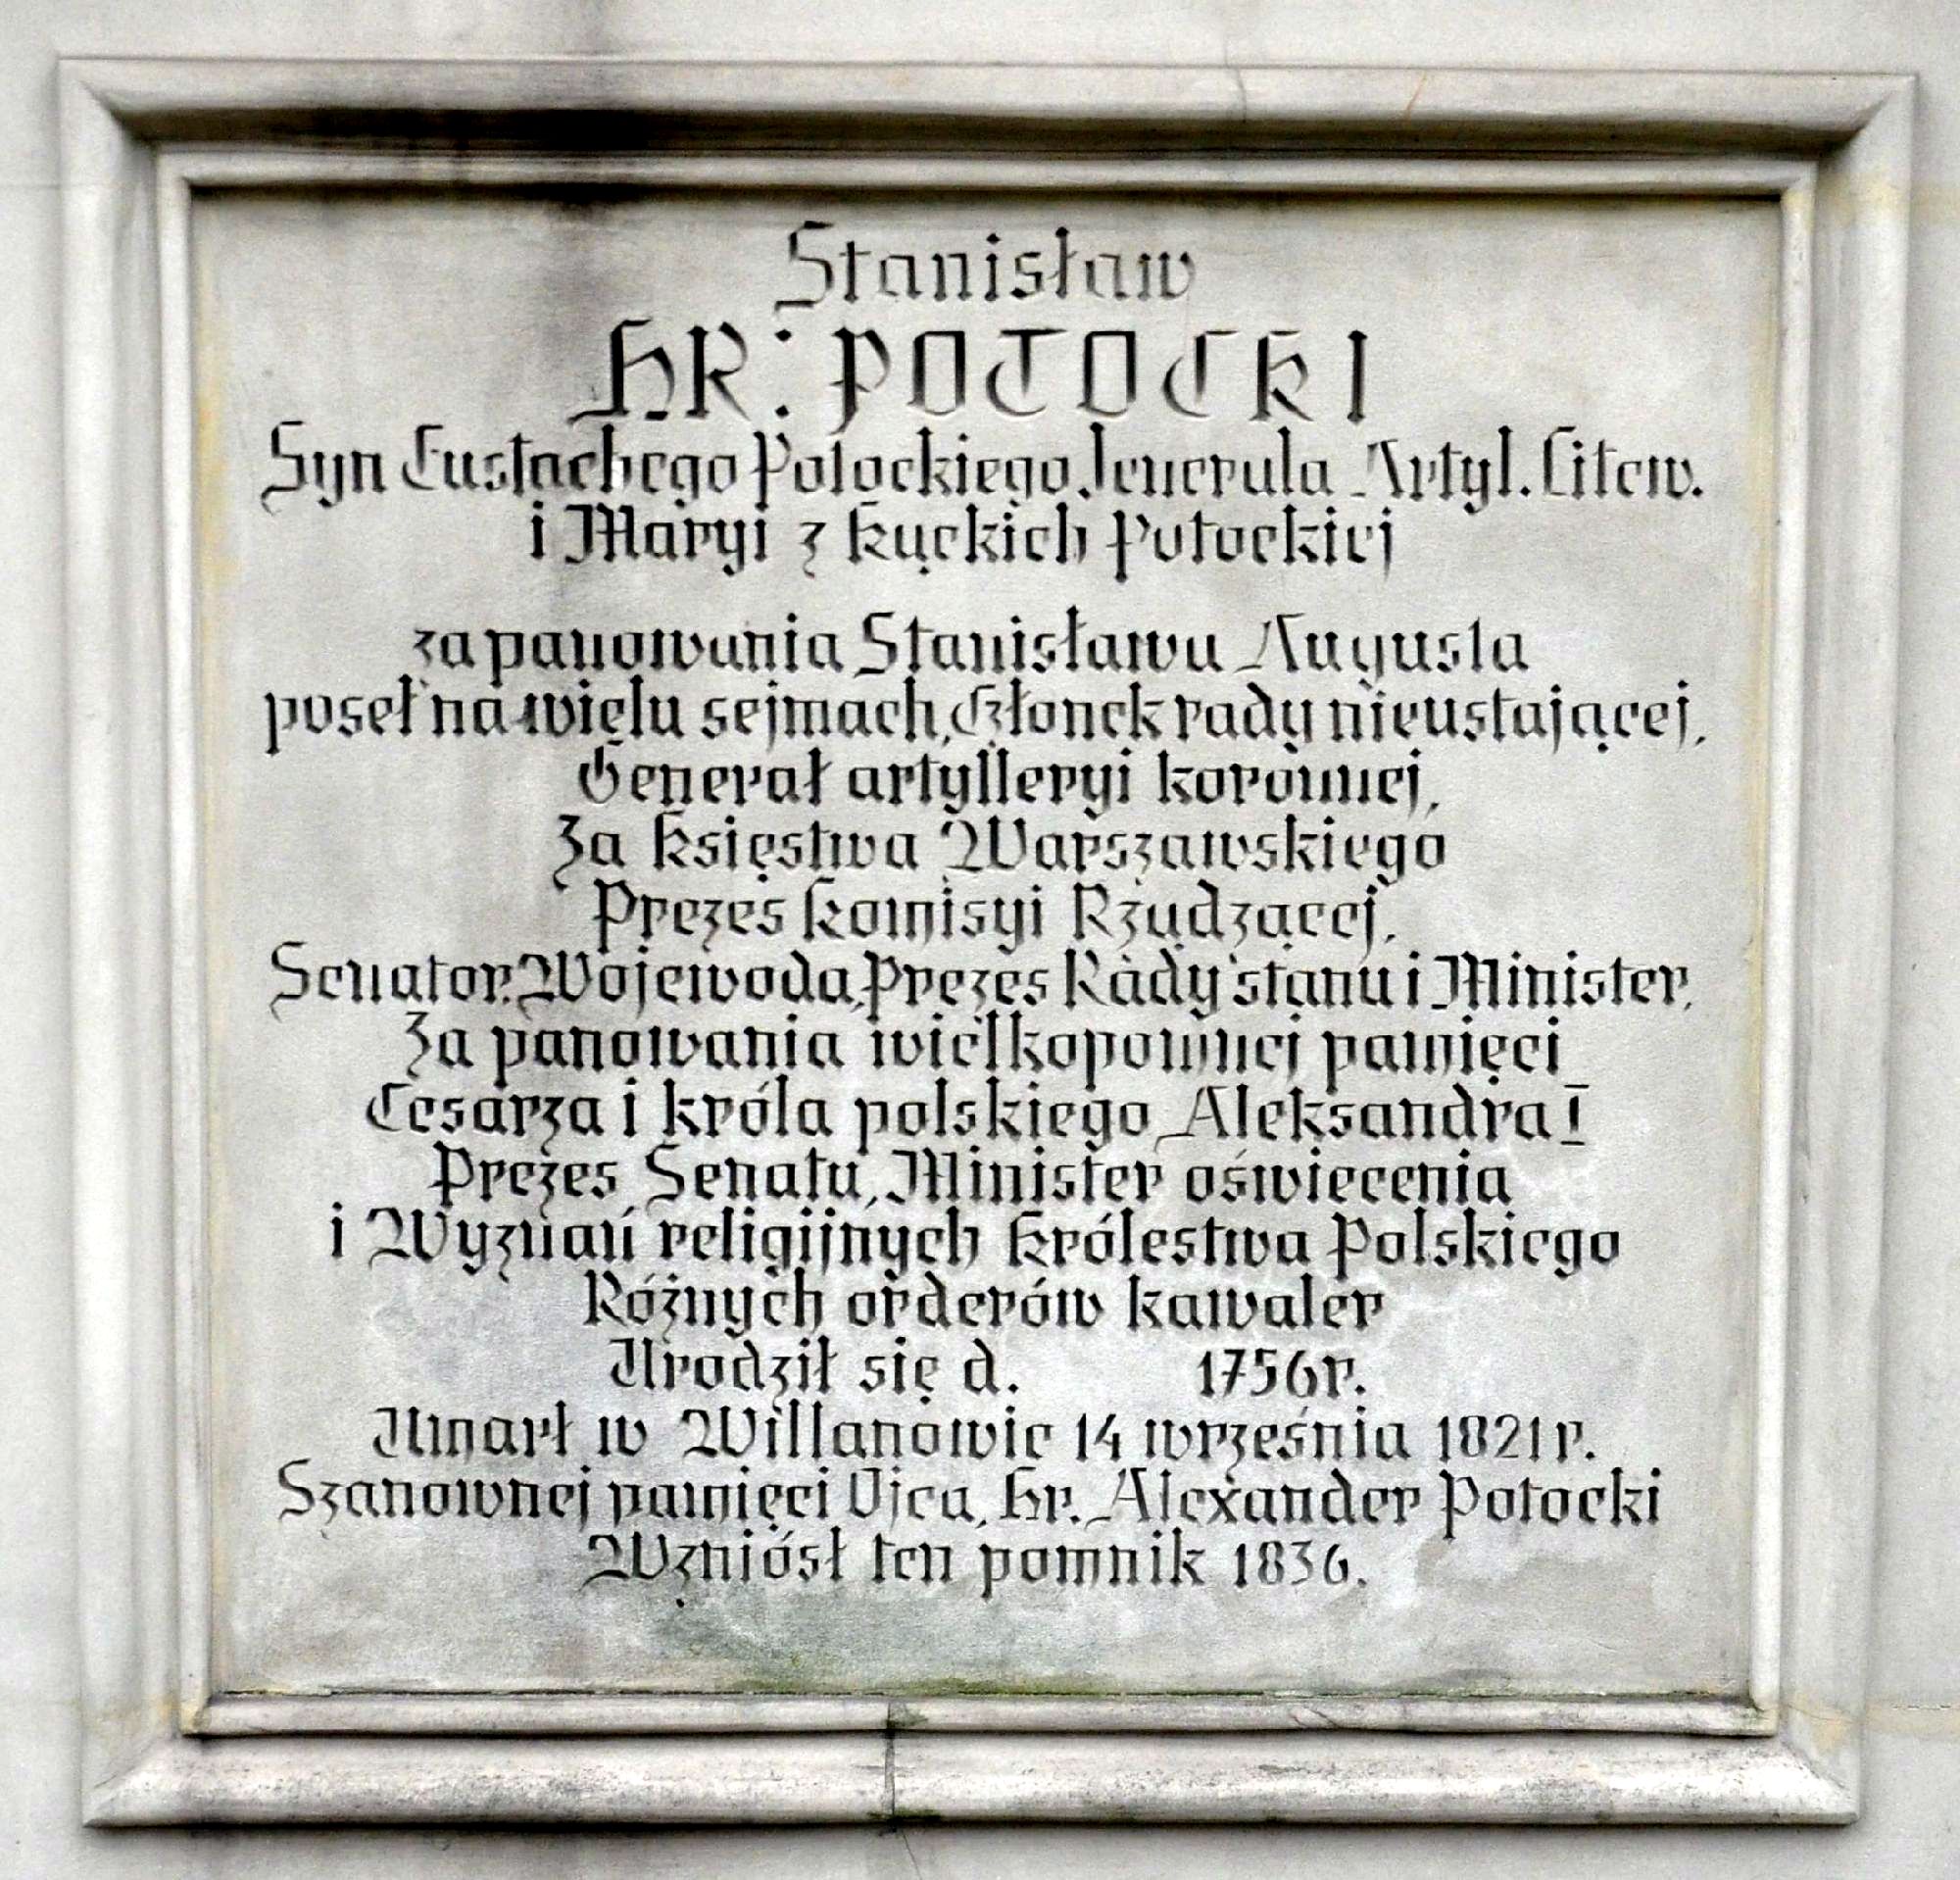 Stanisław
HR: POTOCKI
Syn Eustachego Potockiego Jenerala Artyl. Litew.
i Maryi z Kąckich Potockiej
za panowania Stanisława Augusta
poseł na wielu sejmach, Członek rady nieustającej,
Generał artylleryi koronnej,
Za Księstwa Warszawskiego
Prezes Komisyi Rządzącej,
Senator, Wojewoda, Prezes Rady stanu i Minister,
Za panowania wielkopomnej pamięci
Cesarza i króla polskiego Aleksandra I
Prezes Senatu, Minister oświecenia
i Wyznań religijnych Królestwa Polskiego
Różnych orderów kawaler
Urodził się d. 1756 r.
Umarł w Willanowie 14 września 1821 r.
Szanownej pamięci Ojca, Hr. Alexander Potocki
Wzniósł ten pomnik 1836.